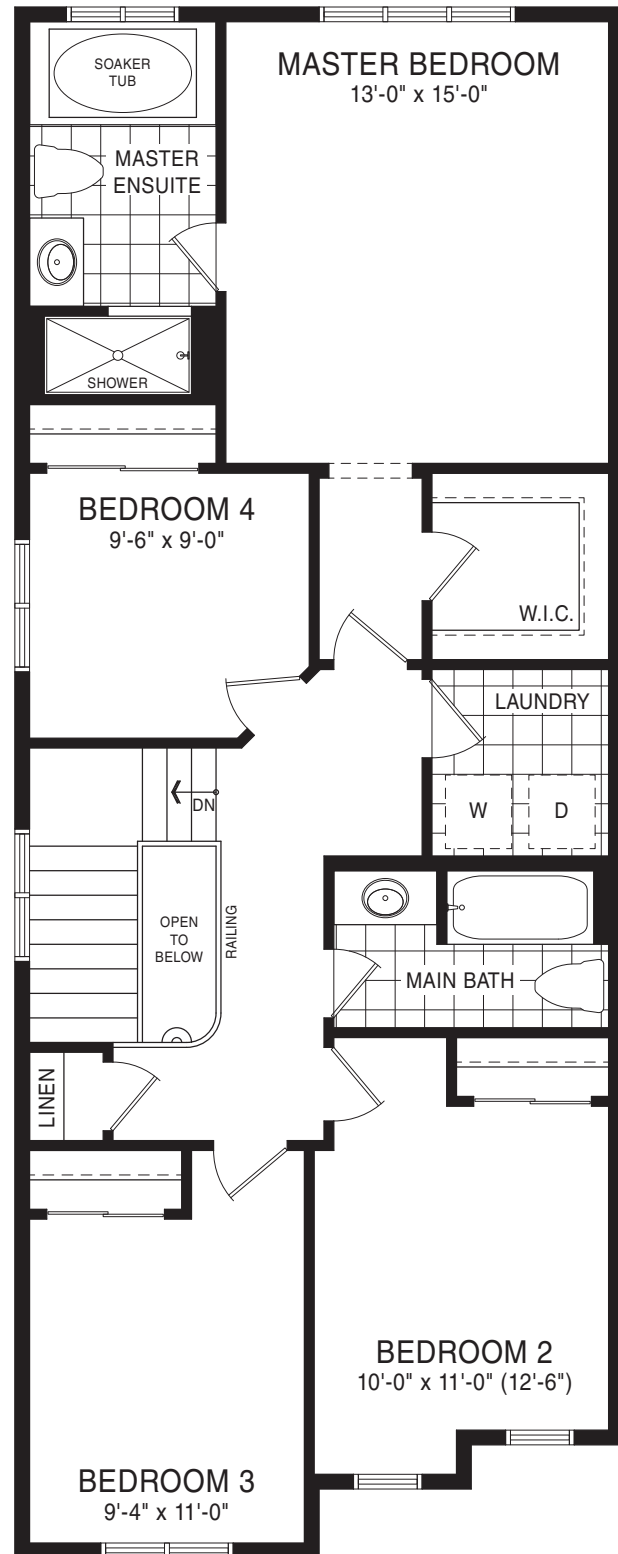 SOAKER
TUB
MASTER BEDROOM
13'-0" x 15'-0"
MASTER
ENSUITE
SHOWER
BEDROOM 4
9'-6" x 9'-0"
W.I.C.
LAUNDRY
W
D
DN
OPEN
TO
BELOW
RAILING
MAIN BATH
LINEN
BEDROOM 2
10'-0" x 11'-0" (12'-6")
BEDROOM 3
9'-4" x 11'-0"